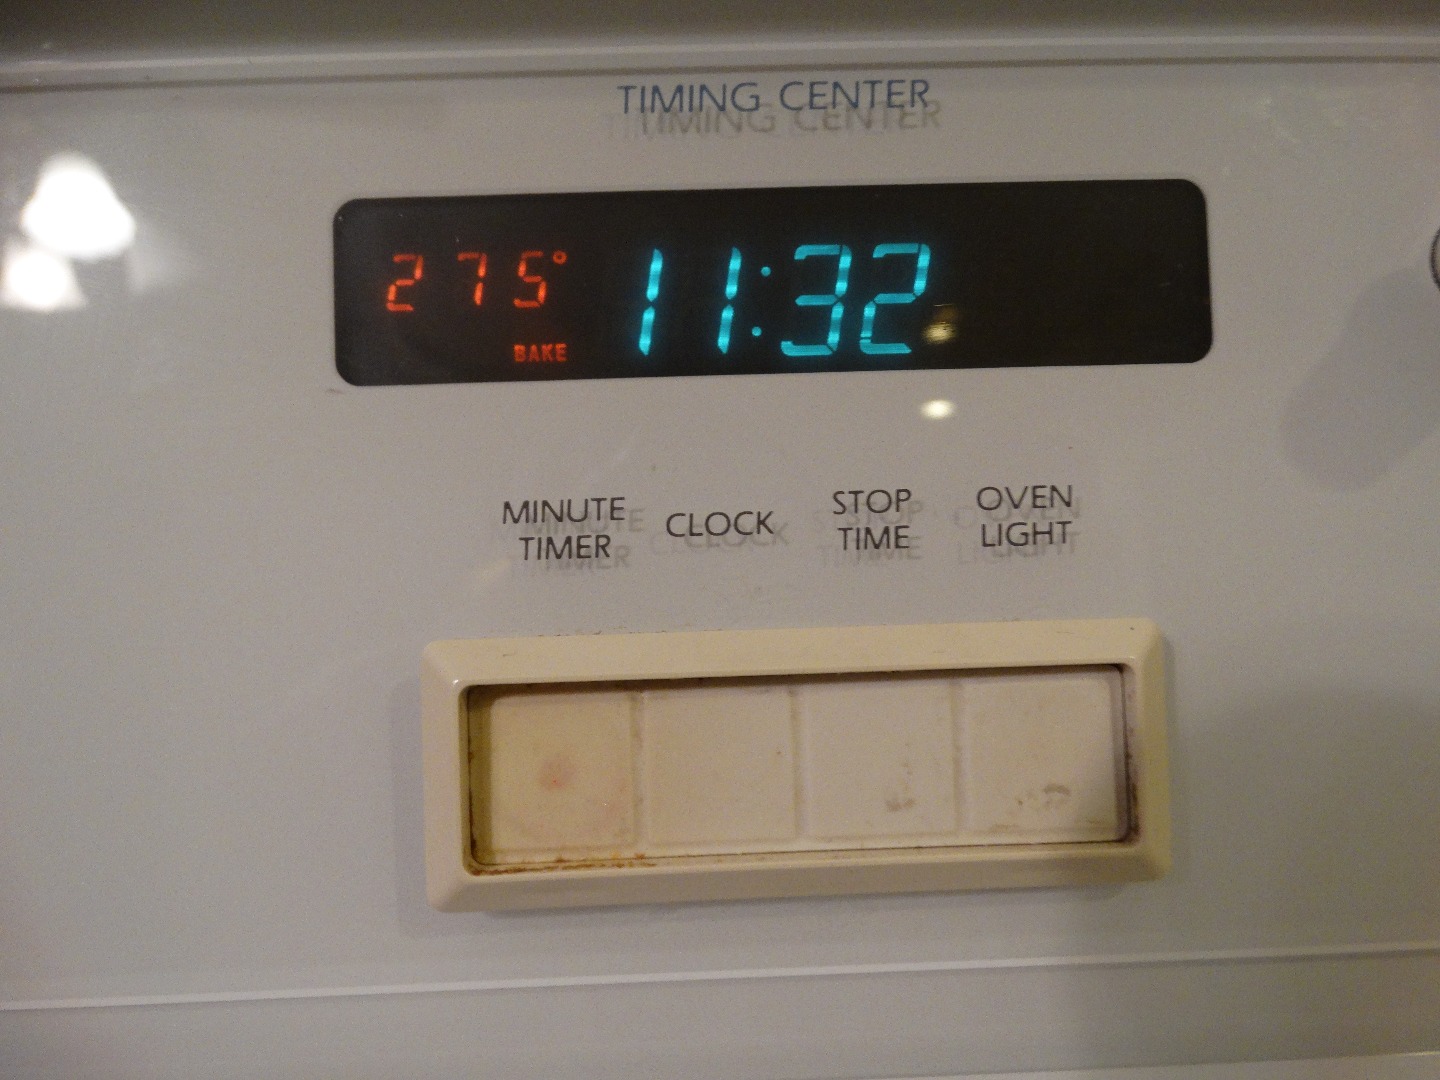 TIMING CENTER
275° 11:32
BAKE
MINUTE TIMER
CLOCK
STOP TIME
OVEN LIGHT